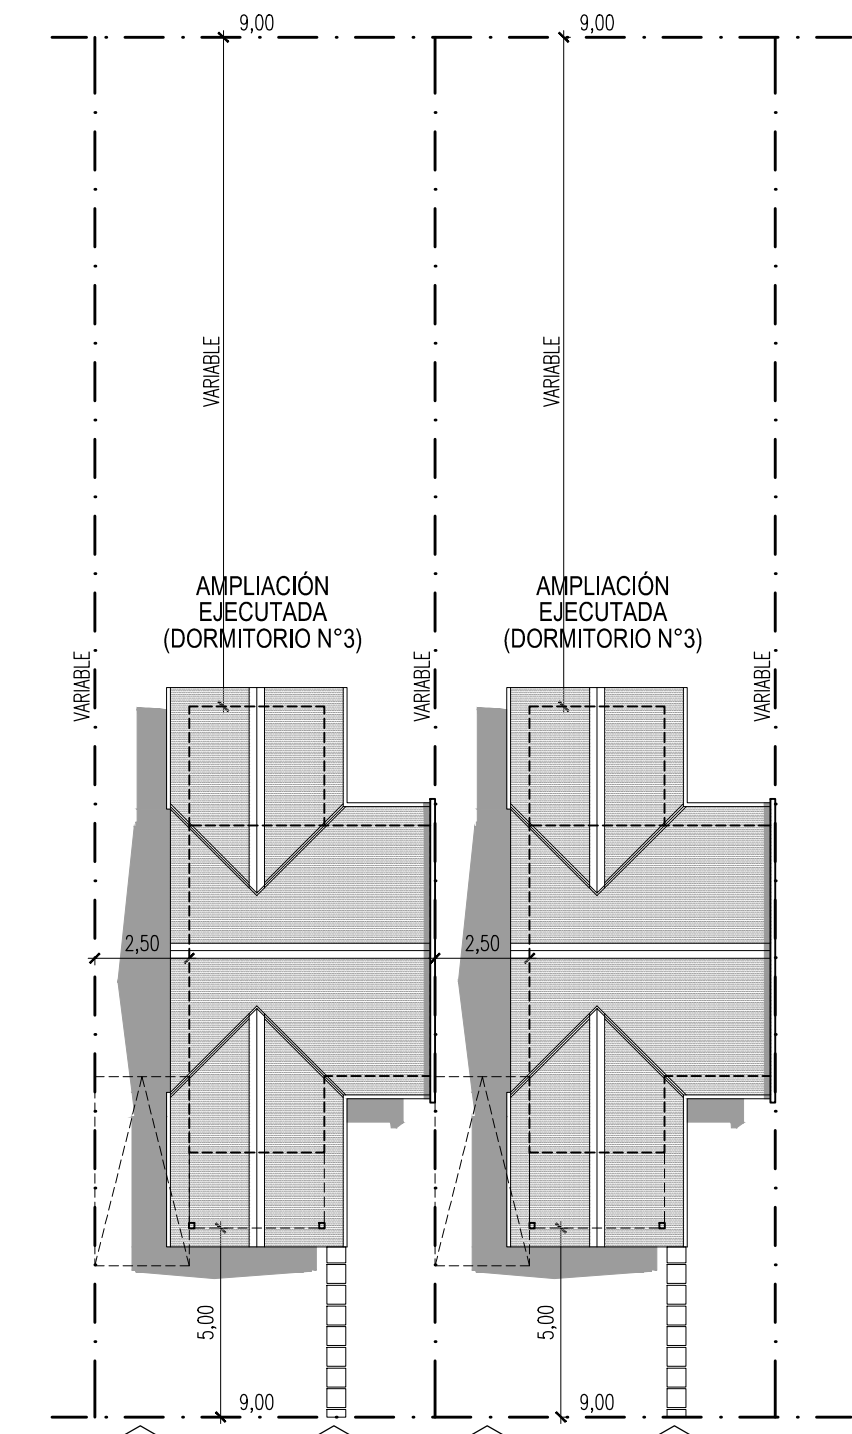 9,00
9,00
VARIABLE
VARIABLE
AMPLIACIÓN
EJECUTADA
(DORMITORIO N°3)
AMPLIACIÓN
EJECUTADA
(DORMITORIO N°3)
VARIABLE
VARIABLE
VARIABLE
2,50
2,50
5,00
5,00
9,00
9,00